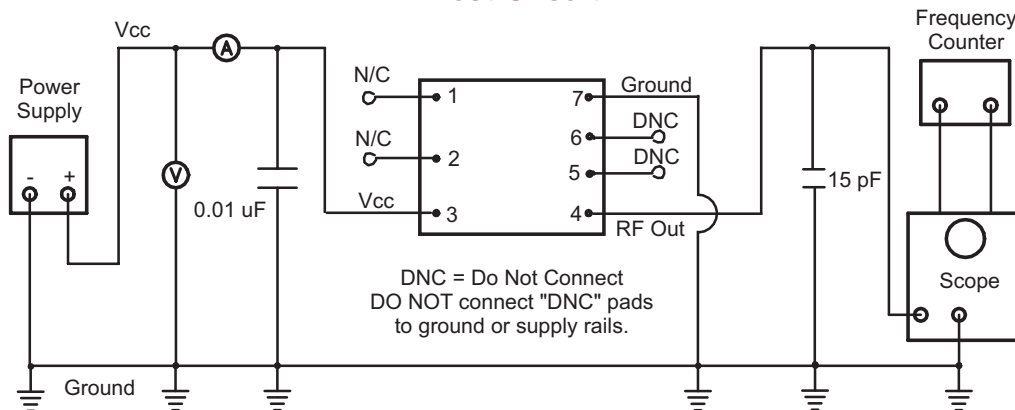 Vcc
A
Power
Supply
-
+
V
0.01 uF
N/C
1
N/C
2
Vcc
3
7
Ground
6
DNC
5
DNC
4
RF Out
DNC = Do Not Connect
DO NOT connect "DNC" pads
to ground or supply rails.
15 pF
Frequency
Counter
Scope
Ground